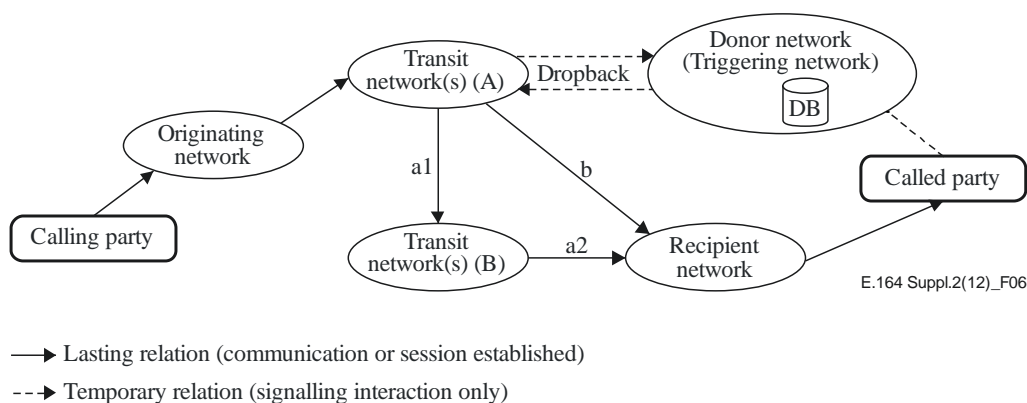 Transit
network(s) (A)
Dropback
Donor network
(Triggering network)
DB
Originating
network
a1
b
Called party
Calling party
Transit
network(s) (B)
a2
Recipient
network
E.164 Suppl.2(12)_F06
Lasting relation (communication or session established)
Temporary relation (signalling interaction only)